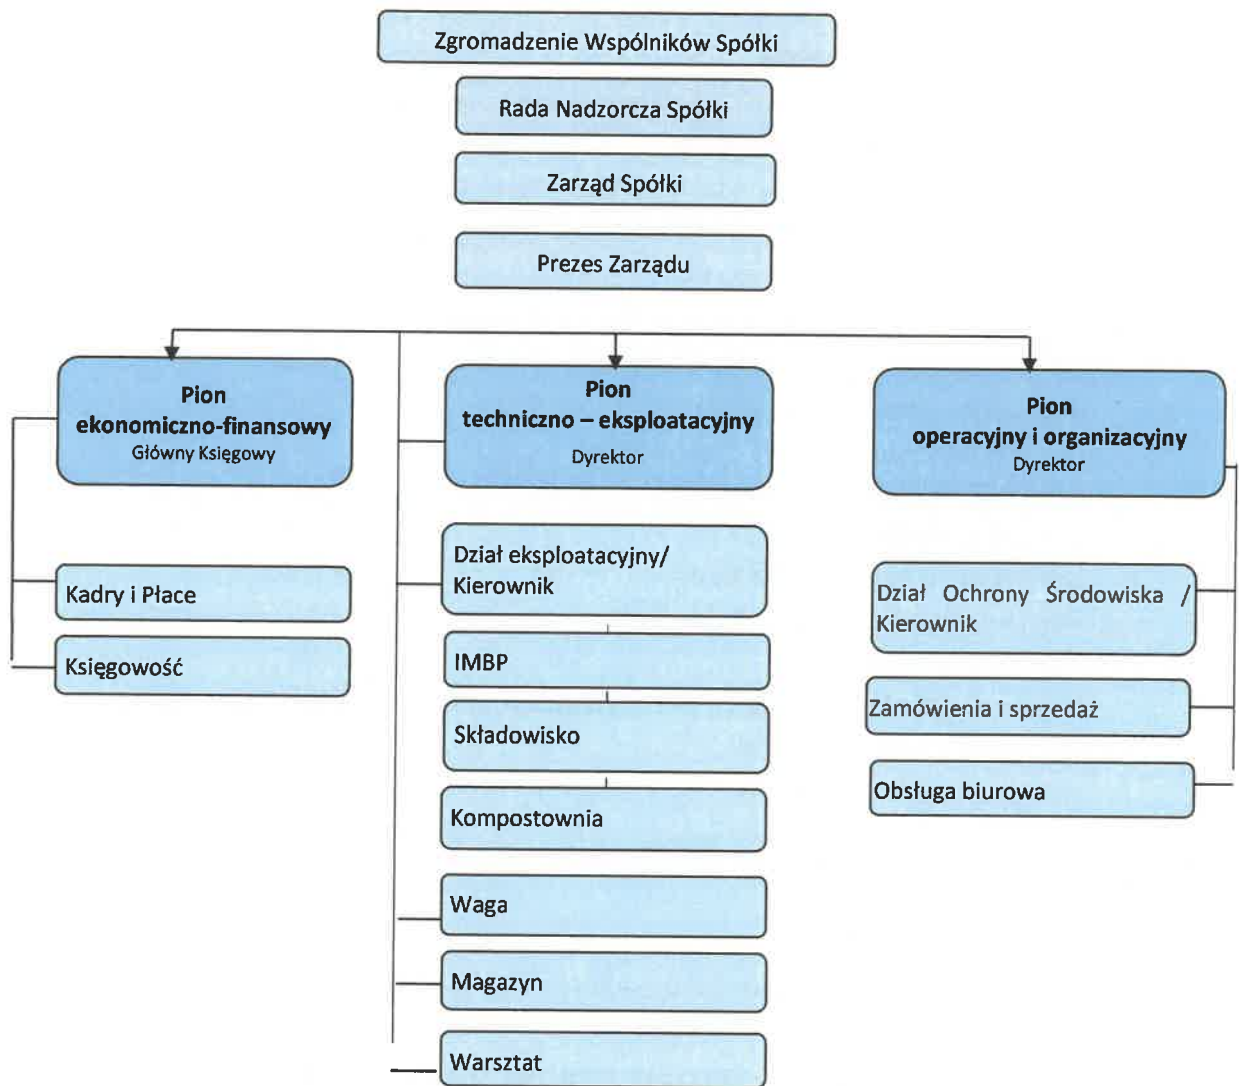 Zgromadzenie Wspólników Spółki
Rada Nadzorcza Spółki
Zarząd Spółki
Prezes Zarządu
Pion
ekonomiczno-finansowy
Główny Księgowy
Kadry i Płace
Księgowość
Pion
techniczno – eksploatacyjny
Dyrektor
Dział eksploatacyjny/
Kierownik
IMBP
Składowisko
Kompostownia
Waga
Magazyn
Warsztat
Pion
operacyjny i organizacyjny
Dyrektor
Dział Ochrony Środowiska /
Kierownik
Zamówienia i sprzedaż
Obsługa biurowa